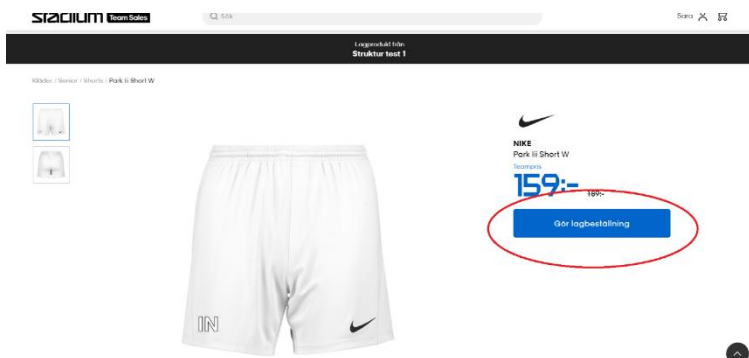 STADIUM Team Sales
Sök
Sara
Lagprodukt från
Struktur test 1
Kläder / Senior / Shorts / Park Iii Short W
NIKE
Park Iii Short W
Teampris
159:-
189:-
Gör lagbeställning
IN